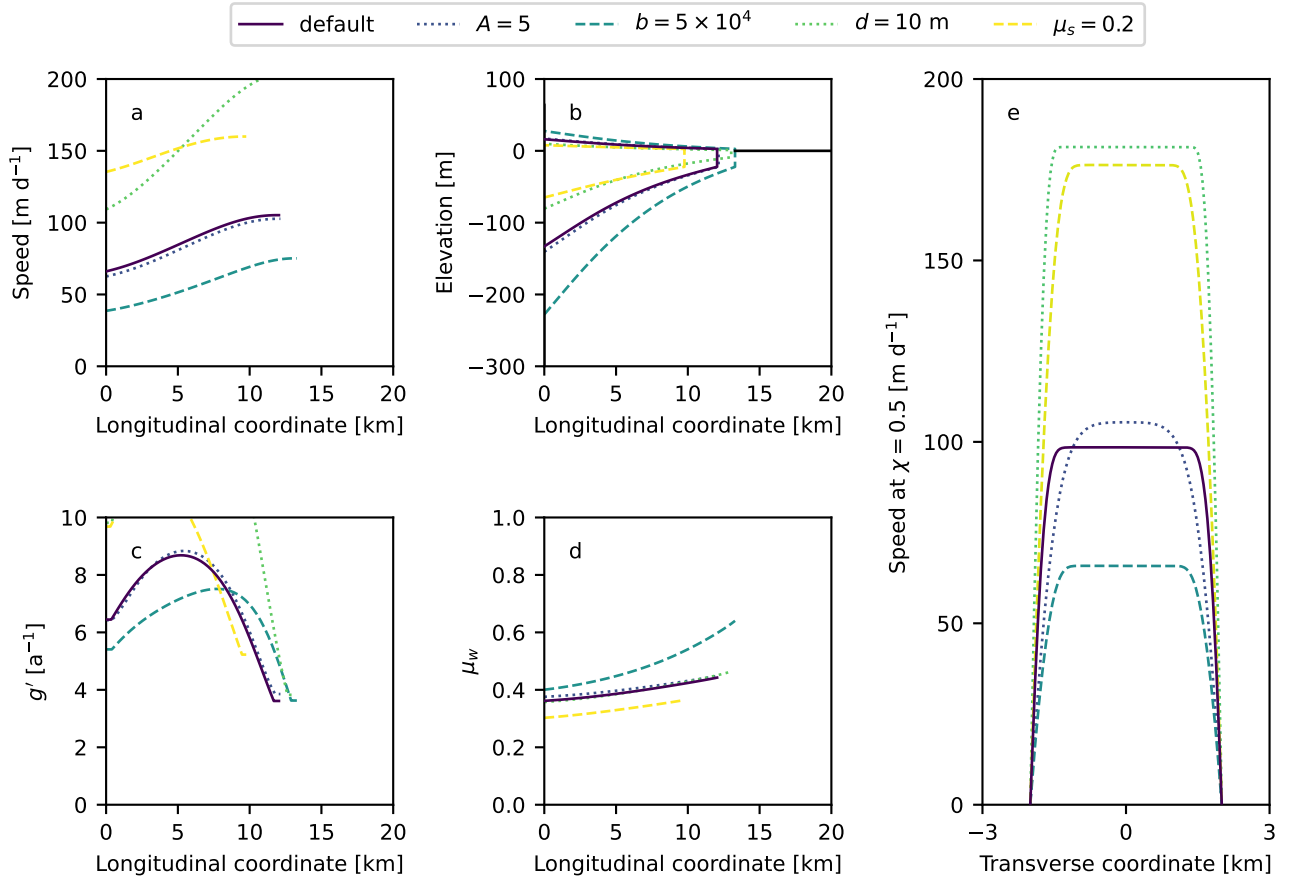 default A = 5 b = 5 × 10⁴ d = 10 m μₛ = 0.2
a
Speed [m d⁻¹]
200
150
100
50
0
0 5 10 15 20
Longitudinal coordinate [km]
b
Elevation [m]
100
0
−100
−200
−300
0 5 10 15 20
Longitudinal coordinate [km]
c
g′ [a⁻¹]
10
8
6
4
2
0
0 5 10 15 20
Longitudinal coordinate [km]
d
μ_w
1.0
0.8
0.6
0.4
0.2
0.0
0 5 10 15 20
Longitudinal coordinate [km]
e
Speed at χ = 0.5 [m d⁻¹]
200
150
100
50
0
−3 0 3
Transverse coordinate [km]